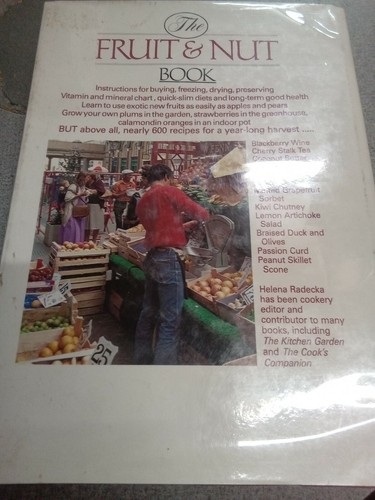 The
FRUIT & NUT
BOOK
Instructions for buying, freezing, drying, preserving
Vitamin and mineral chart, quick-slim diets and long-term good health
Learn to use exotic new fruits as easily as apples and pears
Grow your own plums in the garden, strawberries in the greenhouse,
calamondin oranges in an indoor pot
BUT above all, nearly 600 recipes for a year-long harvest .....
Blackberry Wine
Cherry Stalk Tea
Coconut
Grapefruit
Sorbet
Kiwi Chutney
Lemon Artichoke
Salad
Braised Duck and
Olives
Passion Curd
Peanut Skillet
Scone
Helena Radecka
has been cookery
editor and
contributor to many
books, including
The Kitchen Garden
and The Cook's
Companion
25